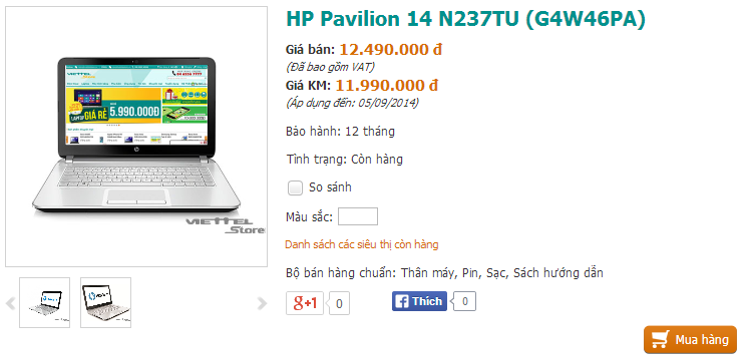 HP Pavilion 14 N237TU (G4W46PA)
Giá bán: 12.490.000 đ
(Đã bao gồm VAT)
Giá KM: 11.990.000 đ
(Áp dụng đến: 05/09/2014)
Bảo hành: 12 tháng
Tình trạng: Còn hàng
So sánh
Màu sắc:
Danh sách các siêu thị còn hàng
Bộ bán hàng chuẩn: Thân máy, Pin, Sạc, Sách hướng dẫn
g+1 0
f Thích 0
Mua hàng
VIETTEL
LAPTOP GIÁ RẺ 5.990.000Đ
VIETTEL
Store